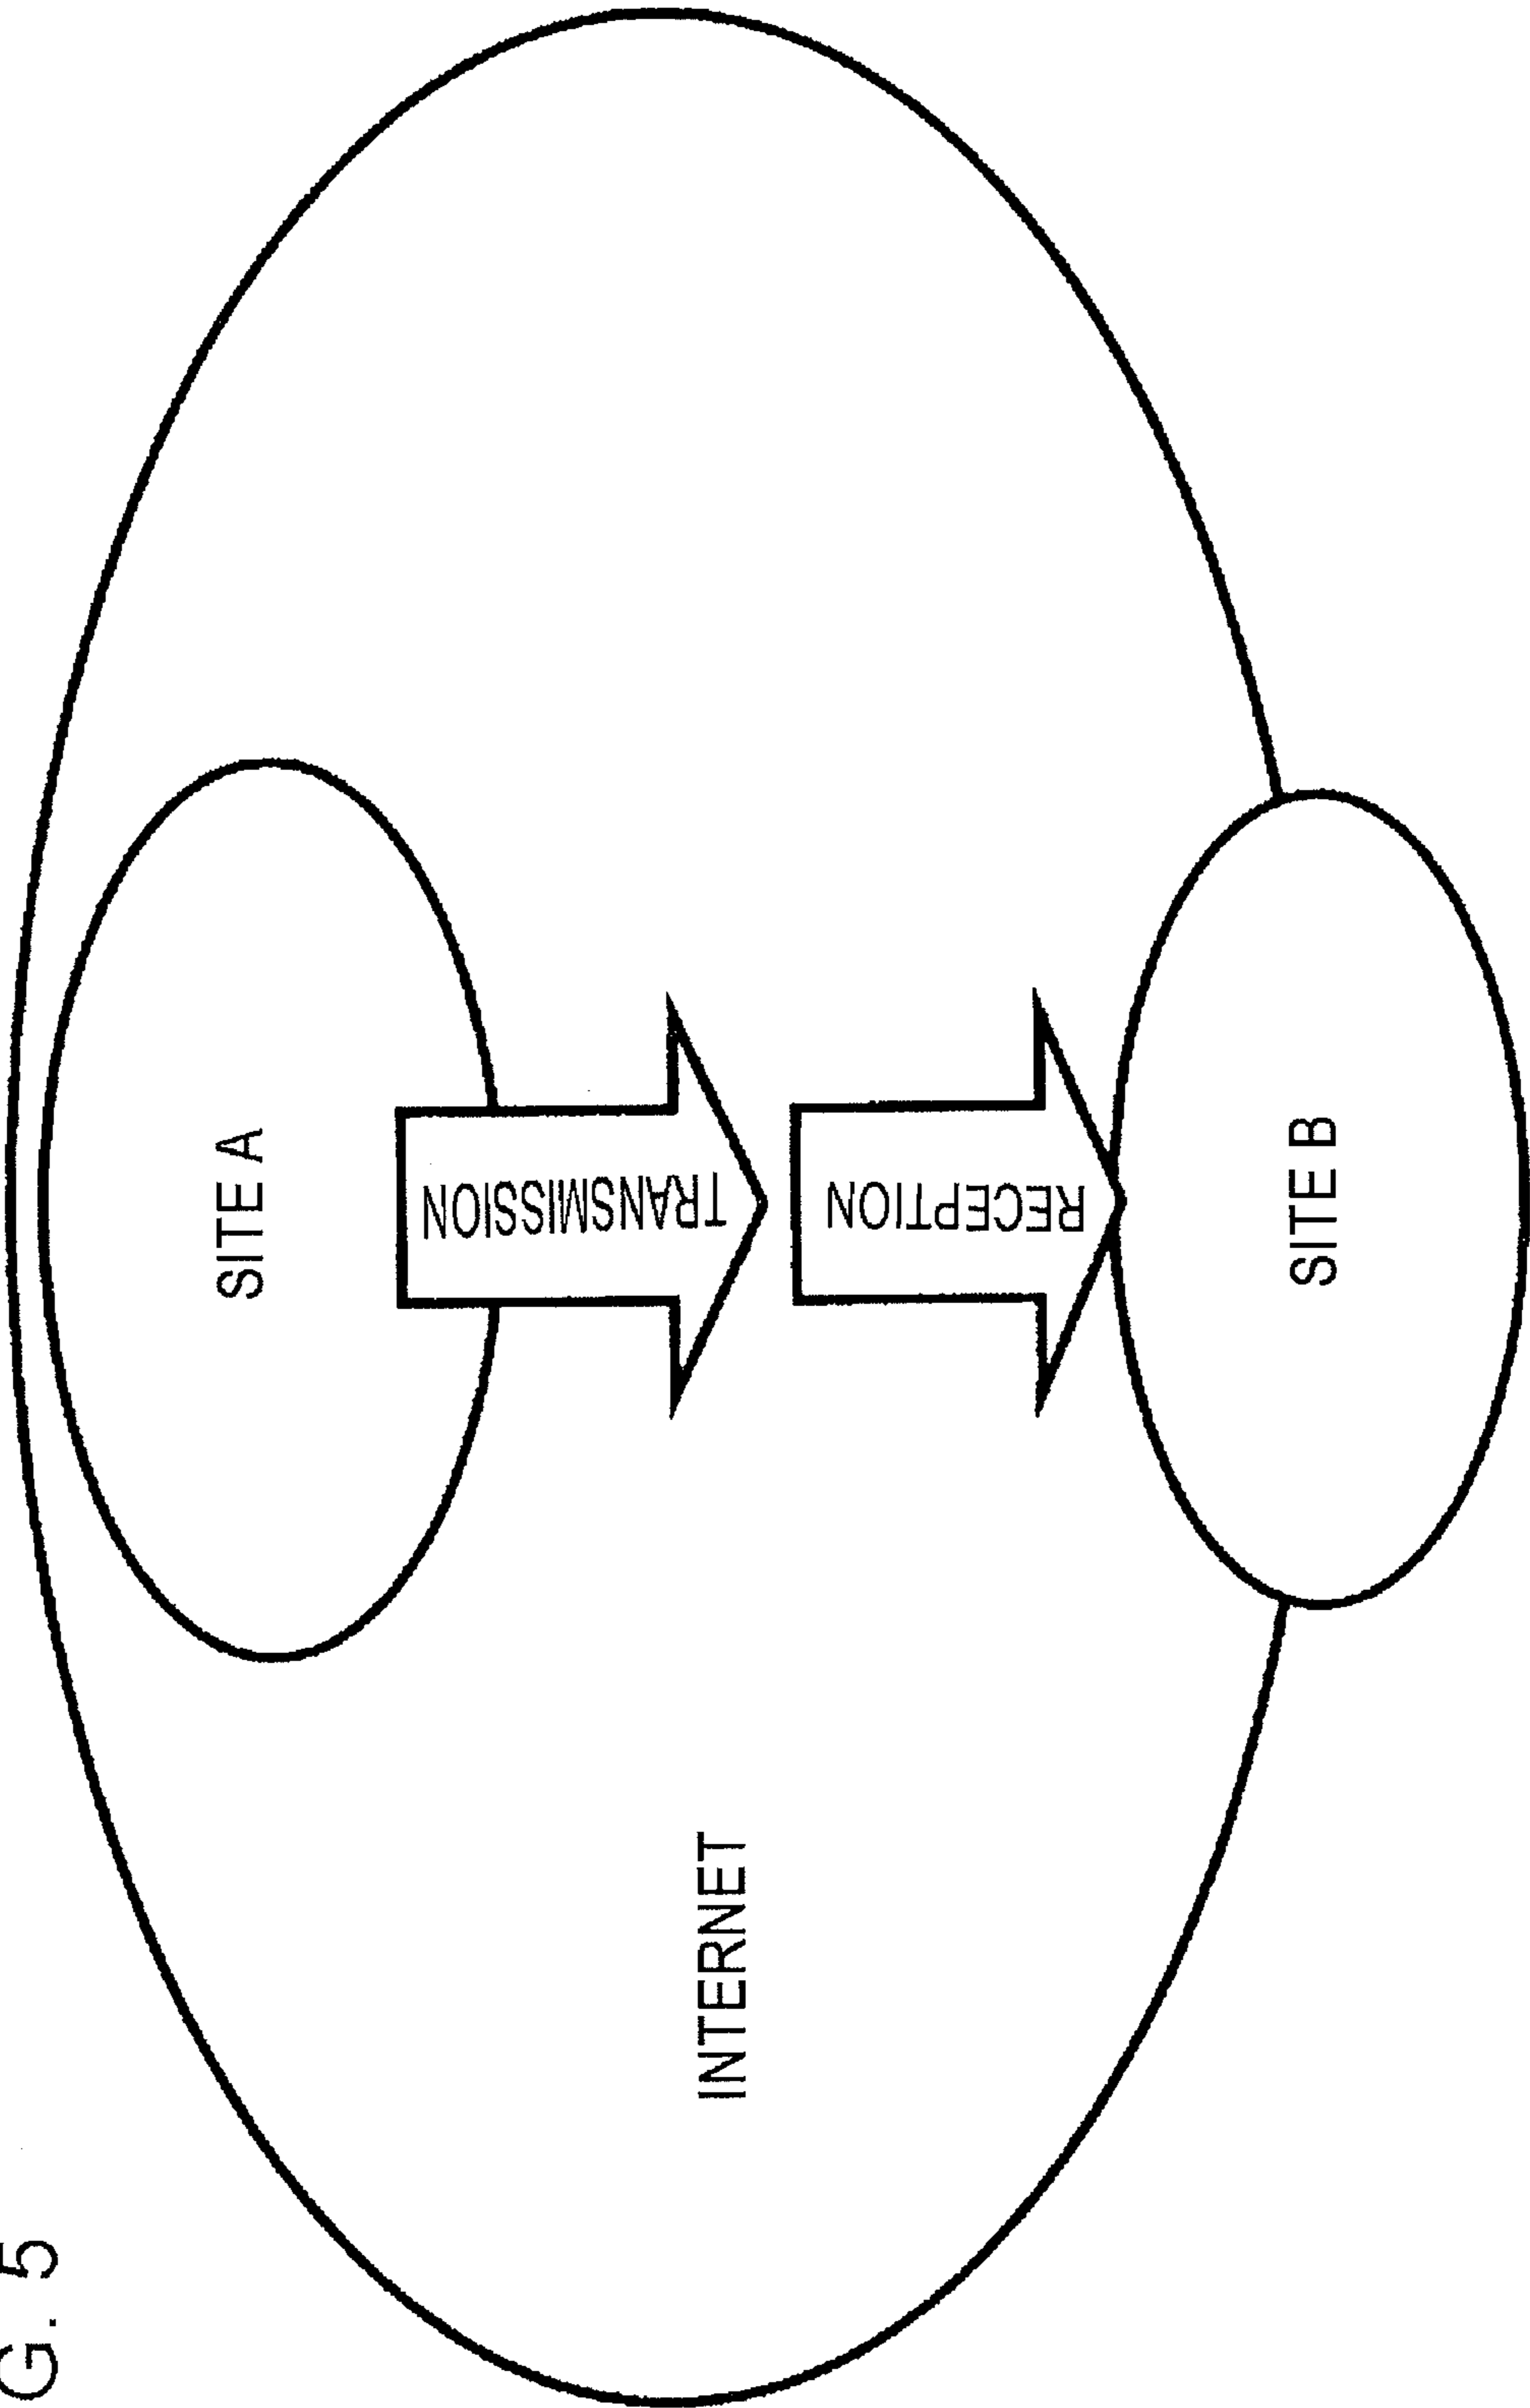 G. 5
SITE A
TRANSMISSION
INTERNET
RECEPTION
SITE B